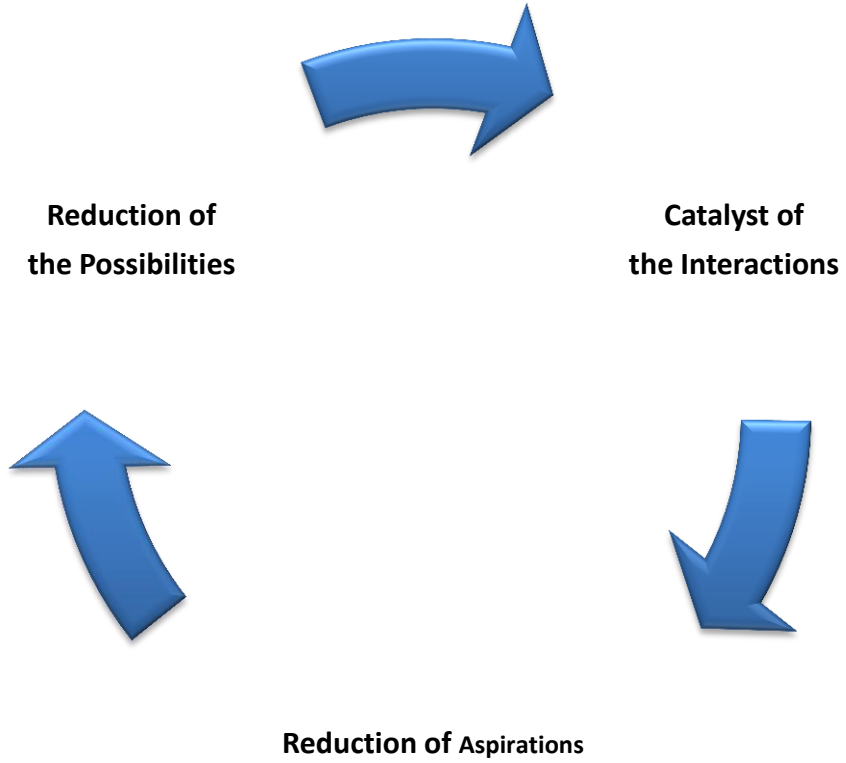 Reduction of
the Possibilities
Catalyst of
the Interactions
Reduction of Aspirations